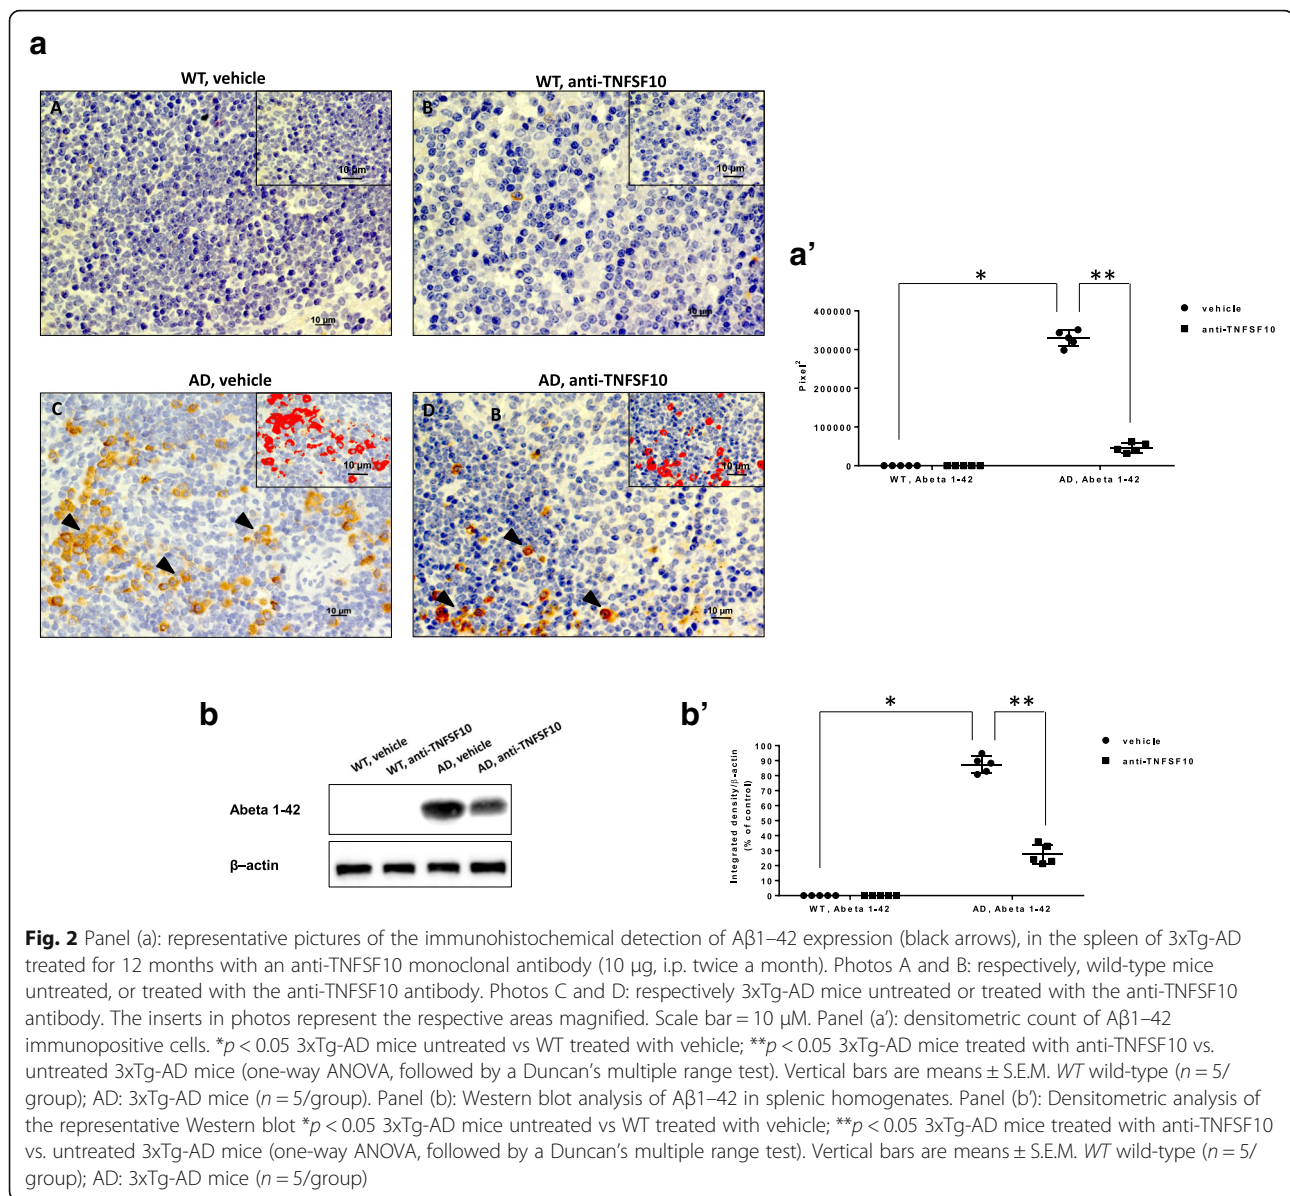 a
WT, vehicle
WT, anti-TNFSF10
A
10 µm
10 µm
B
10 µm
10 µm
AD, vehicle
AD, anti-TNFSF10
C
10 µm
10 µm
D
B
10 µm
10 µm
a’
*
**
vehicle
anti-TNFSF10
400000
300000
200000
100000
0
Pixel²
WT, Abeta 1-42
AD, Abeta 1-42
b
WT, vehicle
WT, anti-TNFSF10
AD, vehicle
AD, anti-TNFSF10
Abeta 1-42
β–actin
b’
*
**
vehicle
anti-TNFSF10
Integrated density/β-actin
(% of control)
100
90
80
70
60
50
40
30
20
10
0
WT, Abeta 1-42
AD, Abeta 1-42
Fig. 2 Panel (a): representative pictures of the immunohistochemical detection of Aβ1–42 expression (black arrows), in the spleen of 3xTg-AD
treated for 12 months with an anti-TNFSF10 monoclonal antibody (10 μg, i.p. twice a month). Photos A and B: respectively, wild-type mice
untreated, or treated with the anti-TNFSF10 antibody. Photos C and D: respectively 3xTg-AD mice untreated or treated with the anti-TNFSF10
antibody. The inserts in photos represent the respective areas magnified. Scale bar = 10 μM. Panel (a’): densitometric count of Aβ1–42
immunopositive cells. *p < 0.05 3xTg-AD mice untreated vs WT treated with vehicle; **p < 0.05 3xTg-AD mice treated with anti-TNFSF10 vs.
untreated 3xTg-AD mice (one-way ANOVA, followed by a Duncan’s multiple range test). Vertical bars are means ± S.E.M. WT wild-type (n = 5/
group); AD: 3xTg-AD mice (n = 5/group). Panel (b): Western blot analysis of Aβ1–42 in splenic homogenates. Panel (b’): Densitometric analysis of
the representative Western blot *p < 0.05 3xTg-AD mice untreated vs WT treated with vehicle; **p < 0.05 3xTg-AD mice treated with anti-TNFSF10
vs. untreated 3xTg-AD mice (one-way ANOVA, followed by a Duncan’s multiple range test). Vertical bars are means ± S.E.M. WT wild-type (n = 5/
group); AD: 3xTg-AD mice (n = 5/group)